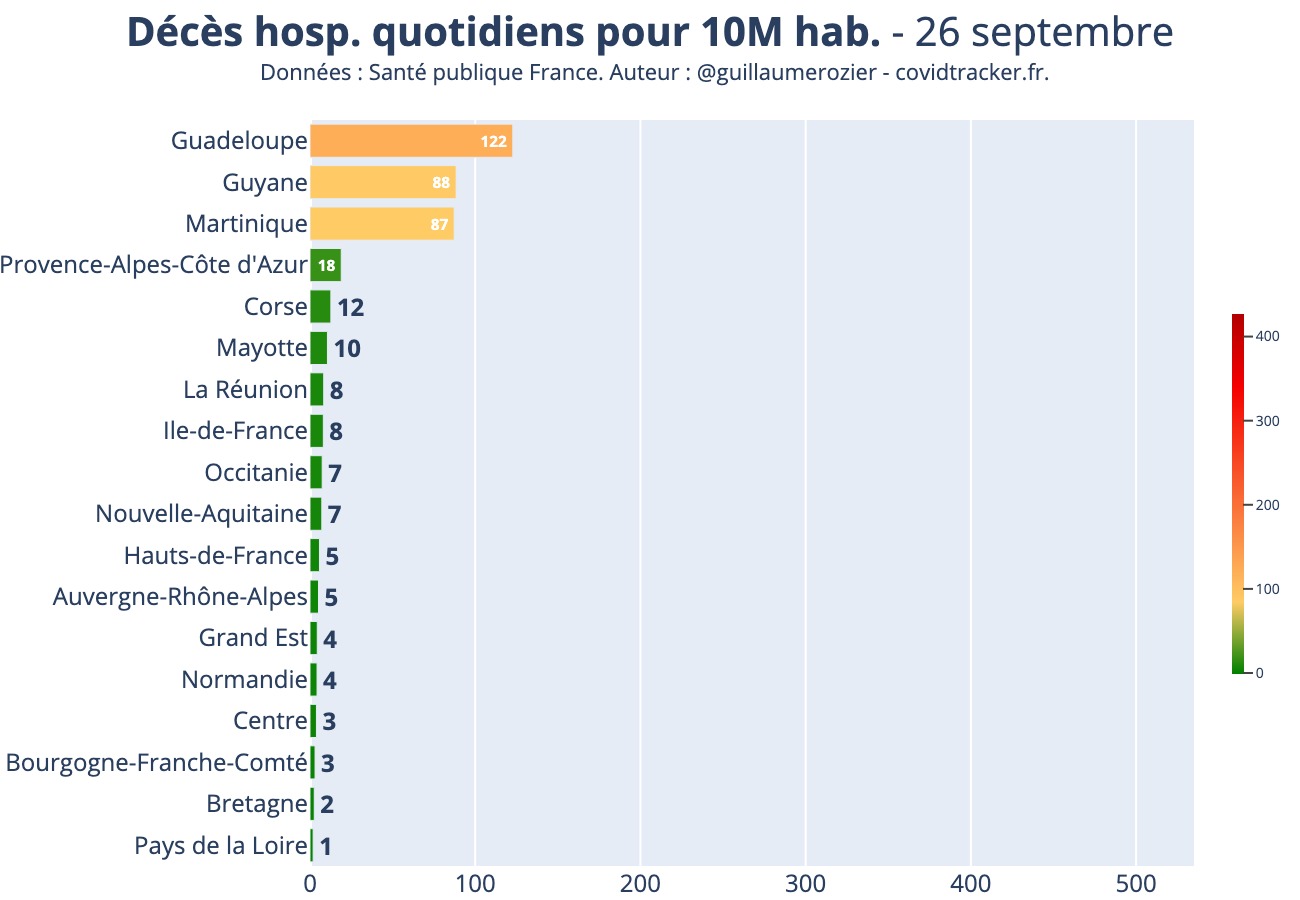 Décès hosp. quotidiens pour 10M hab. - 26 septembre
Données : Santé publique France. Auteur : @guillaumerozier - covidtracker.fr.
Guadeloupe 122
Guyane 88
Martinique 87
Provence-Alpes-Côte d'Azur 18
Corse 12
Mayotte 10
La Réunion 8
Ile-de-France 8
Occitanie 7
Nouvelle-Aquitaine 7
Hauts-de-France 5
Auvergne-Rhône-Alpes 5
Grand Est 4
Normandie 4
Centre 3
Bourgogne-Franche-Comté 3
Bretagne 2
Pays de la Loire 1
0 100 200 300 400 500
400
300
200
100
0